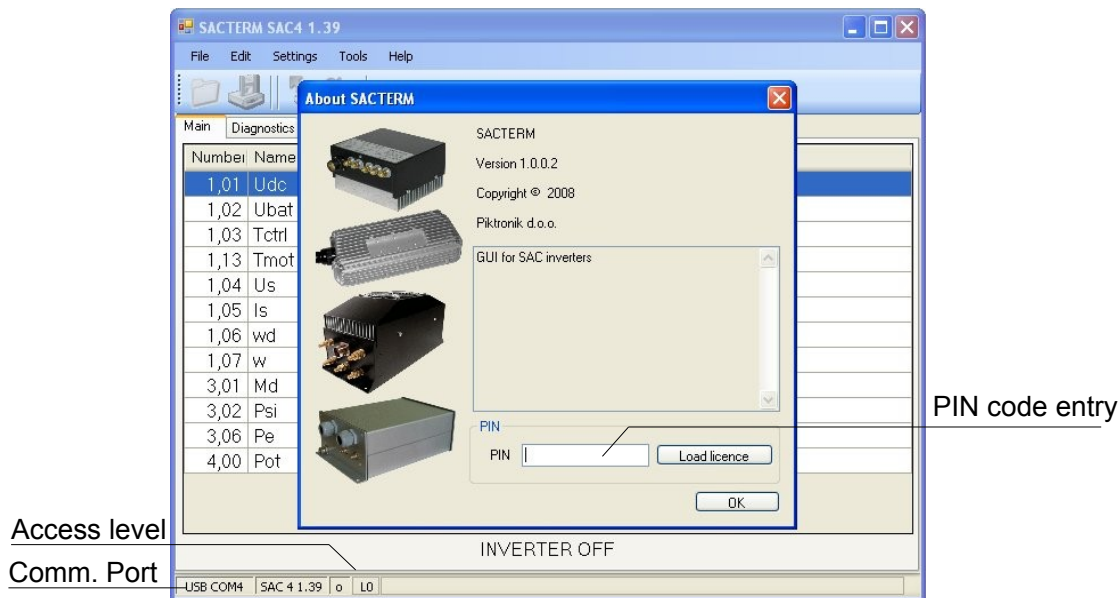 SACTERM SAC4 1.39
File Edit Settings Tools Help
About SACTERM
Main Diagnostics
SACTERM
Number Name
Version 1.0.0.2
1,01 Udc
Copyright © 2008
1,02 Ubat
Piktronik d.o.o.
1,03 Tctrl
GUI for SAC inverters
1,13 Tmot
1,04 Us
1,05 Is
1,06 wd
1,07 w
3,01 Md
3,02 Psi
PIN code entry
PIN
3,06 Pe
PIN Load licence
4,00 Pot
OK
Access level
INVERTER OFF
Comm. Port
USB COM4 SAC 4 1.39 o L0